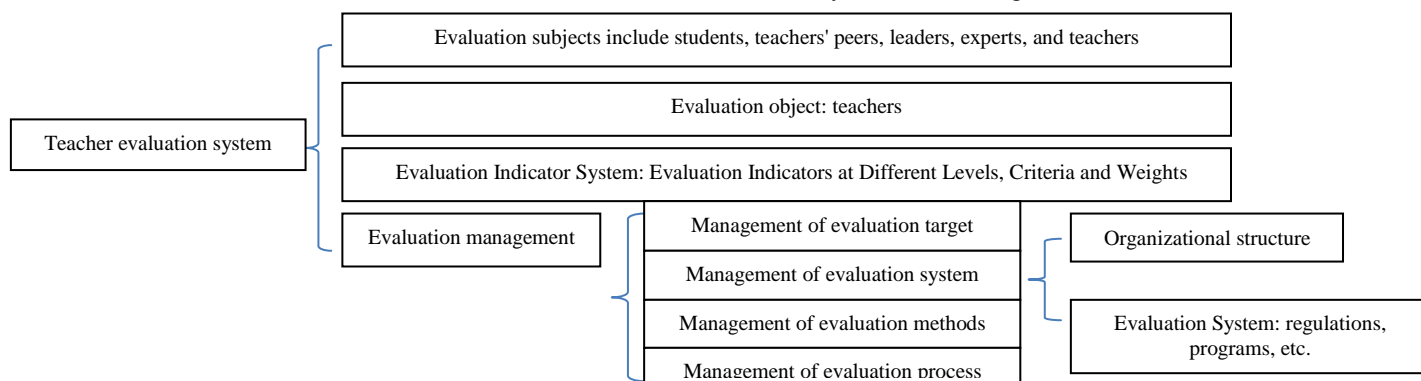 Evaluation subjects include students, teachers' peers, leaders, experts, and teachers
Evaluation object: teachers
Teacher evaluation system
Evaluation Indicator System: Evaluation Indicators at Different Levels, Criteria and Weights
Evaluation management
Management of evaluation target
Management of evaluation system
Management of evaluation methods
Management of evaluation process
Organizational structure
Evaluation System: regulations,
programs, etc.